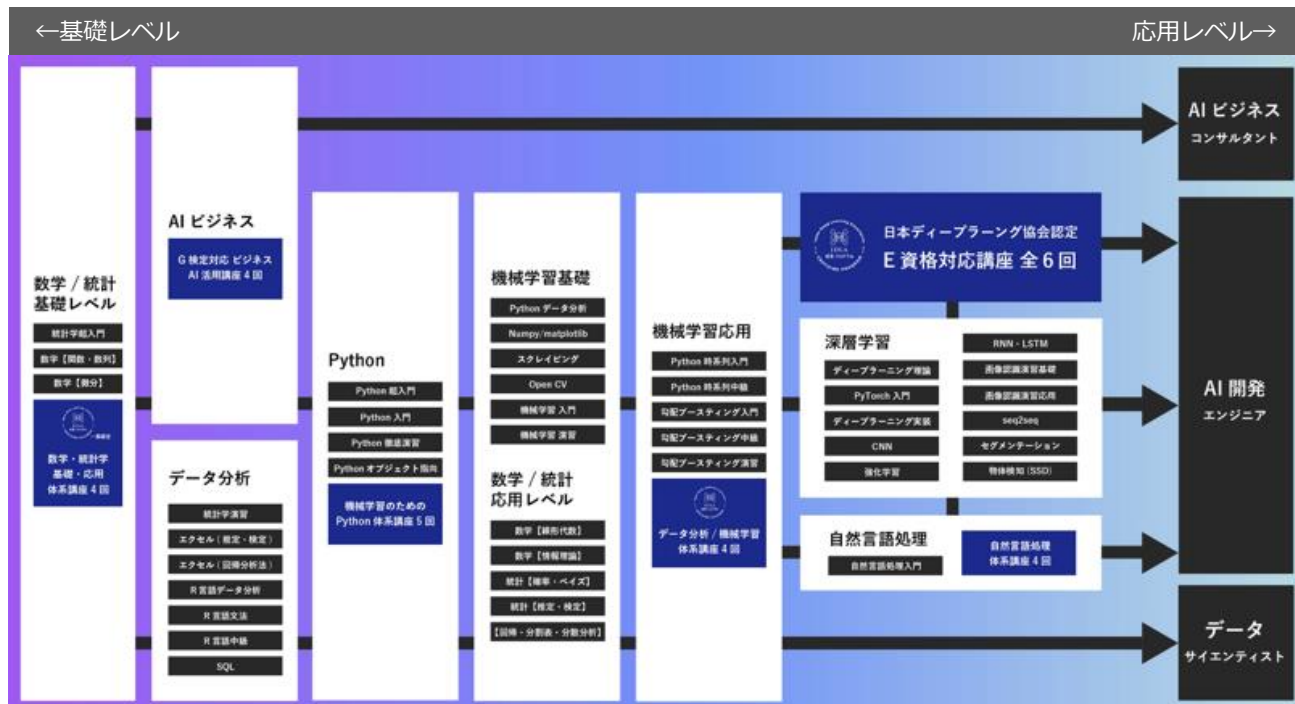 ←基礎レベル
応用レベル→
数学 / 統計
基礎レベル
統計学超入門
数学【関数・数列】
数学【微分】
数学・統計学
基礎・応用
体系講座 4 回
AI ビジネス
G 検定対応 ビジネス
AI 活用講座 4 回
データ分析
統計学演習
エクセル（推定・検定）
エクセル（回帰分析法）
R 言語データ分析
R 言語文法
R 言語中級
SQL
Python
Python 超入門
Python 入門
Python 徹底演習
Python オブジェクト指向
機械学習のための
Python 体系講座 5 回
機械学習基礎
Python データ分析
Numpy/matplotlib
スクレイピング
Open CV
機械学習 入門
機械学習 演習
数学 / 統計
応用レベル
数学【線形代数】
数学【情報理論】
統計【確率・ベイズ】
統計【推定・検定】
【回帰・分割表・分散分析】
機械学習応用
Python 時系列入門
Python 時系列中級
勾配ブースティング入門
勾配ブースティング中級
勾配ブースティング演習
データ分析 / 機械学習
体系講座 4 回
日本ディープラーニング協会認定
E 資格対応講座 全 6 回
深層学習
ディープラーニング理論
PyTorch 入門
ディープラーニング実装
CNN
強化学習
RNN・LSTM
画像認識演習基礎
画像認識演習応用
seq2seq
セグメンテーション
物体検知 (SSD)
自然言語処理
自然言語処理入門
自然言語処理
体系講座 4 回
AI ビジネス
コンサルタント
AI 開発
エンジニア
データ
サイエンティスト